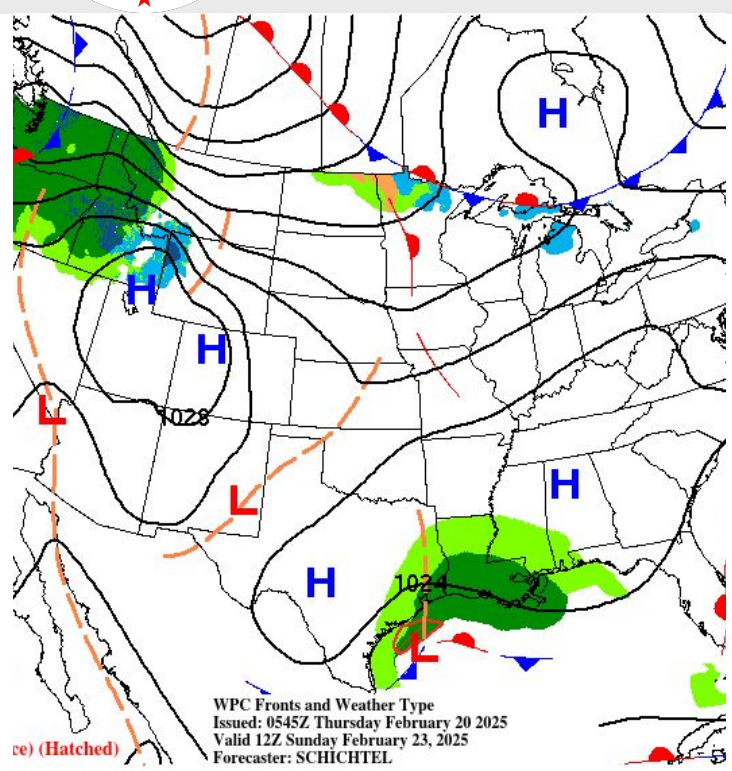 H
H
H
1028
L
L
H
H
1024
L
WPC Fronts and Weather Type
Issued: 0545Z Thursday February 20 2025
Valid 12Z Sunday February 23, 2025
ce) (Hatched)
Forecaster: SCHICHTEL